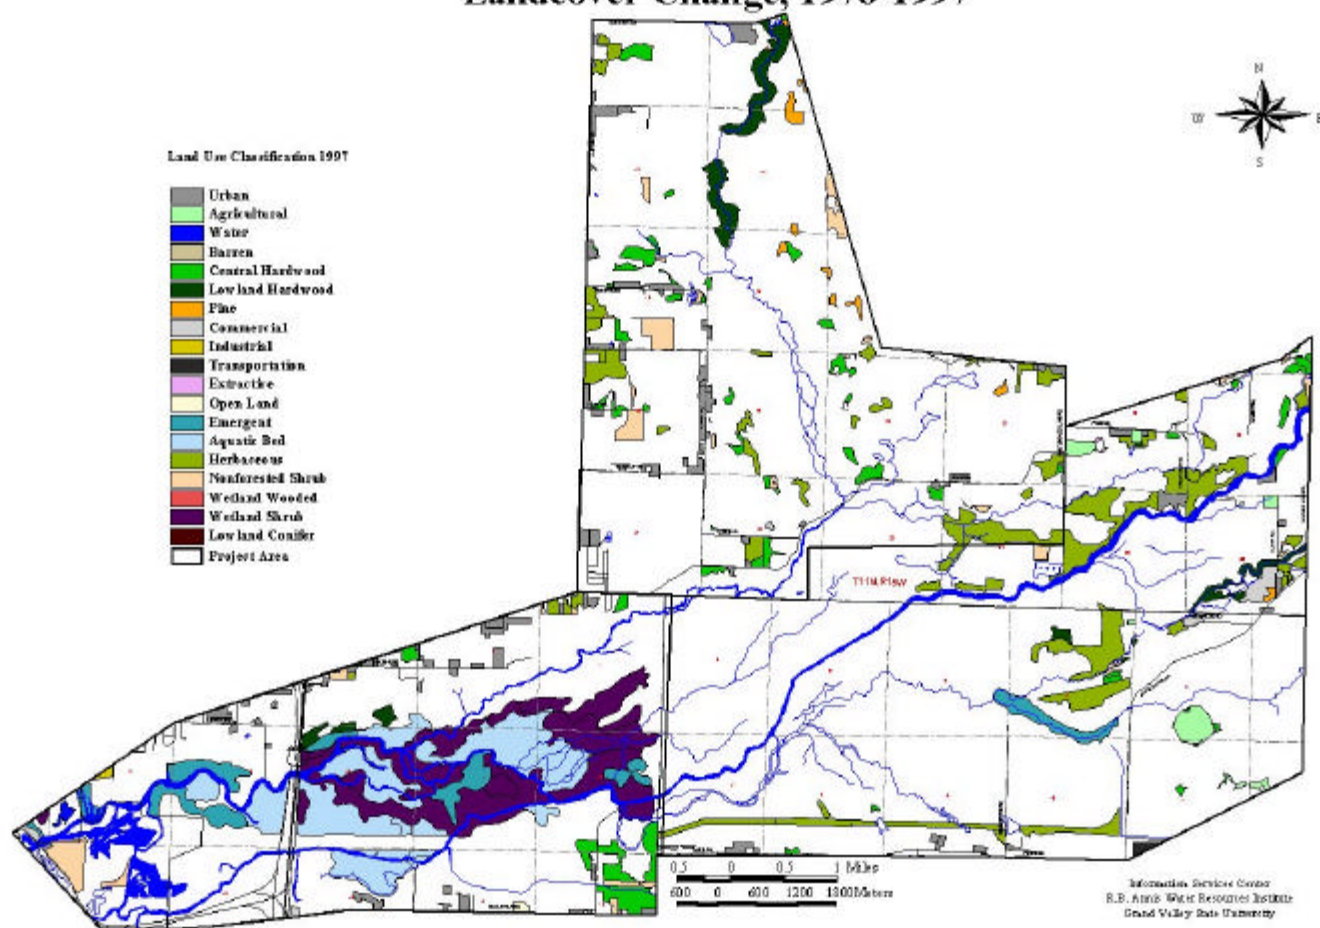 Landcover Change, 1978-1997
N
W
E
S
Land Use Classification 1997
Urban
Agricultural
Water
Barren
Central Hardwood
Lowland Hardwood
Pine
Commercial
Industrial
Transportation
Extractive
Open Land
Emergent
Aquatic Bed
Herbaceous
Nonforested Shrub
Wetland Wooded
Wetland Shrub
Lowland Conifer
Project Area
T11N R16W
0.5 0 0.5 1 Miles
600 0 600 1200 1800 Meters
Information Services Center
R.B. Annis Water Resources Institute
Grand Valley State University